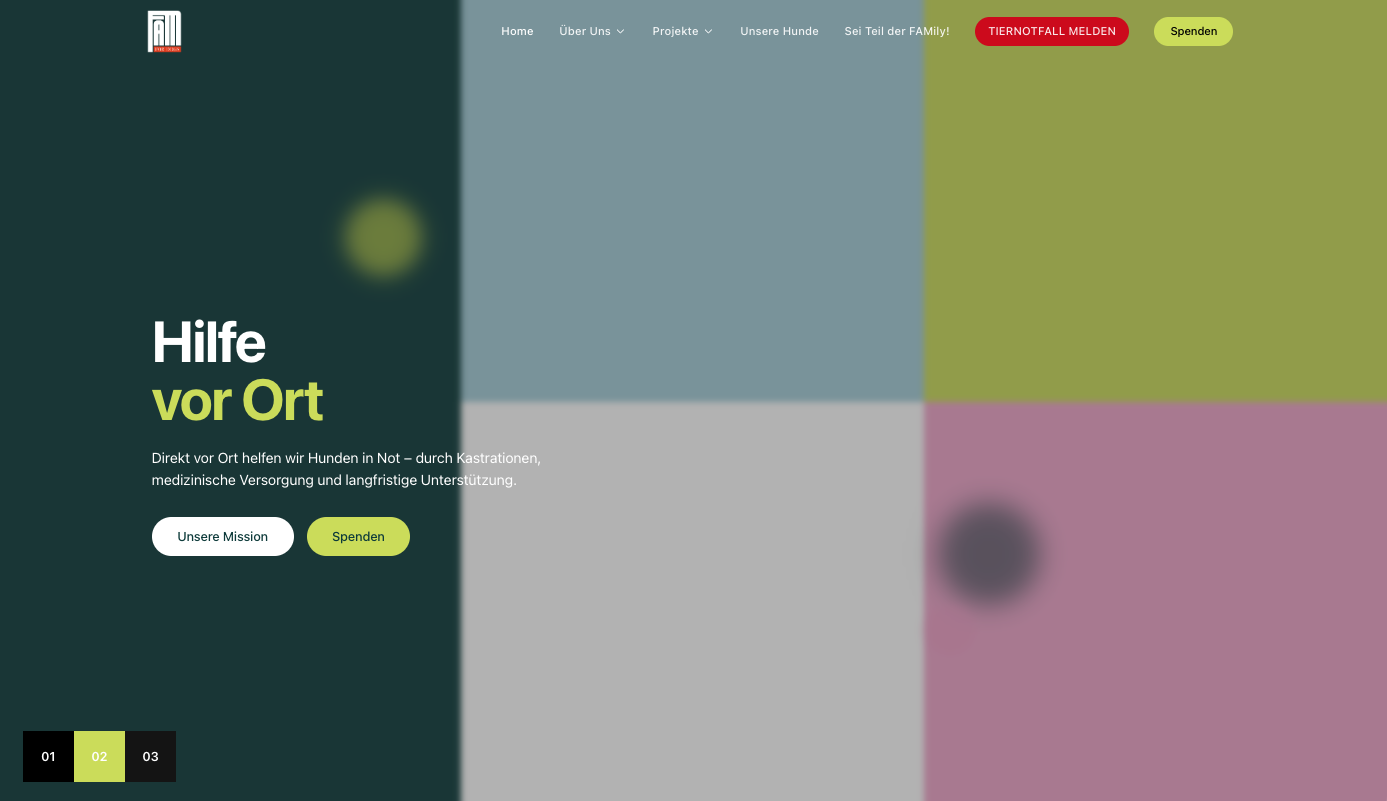 FAM
Home
Über Uns
Projekte
Unsere Hunde
Sei Teil der FAMily!
TIERNOTFALL MELDEN
Spenden
Hilfe
vor Ort
Direkt vor Ort helfen wir Hunden in Not – durch Kastrationen,
medizinische Versorgung und langfristige Unterstützung.
Unsere Mission
Spenden
01
02
03